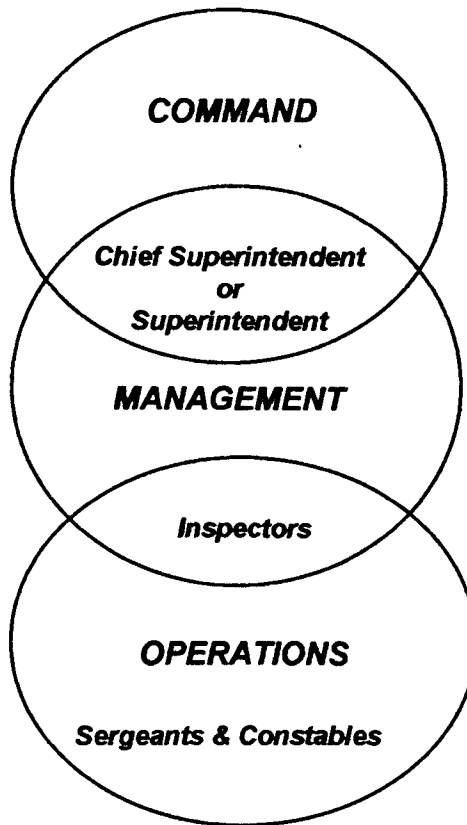 COMMAND
Chief Superintendent
or
Superintendent
MANAGEMENT
Inspectors
OPERATIONS
Sergeants & Constables